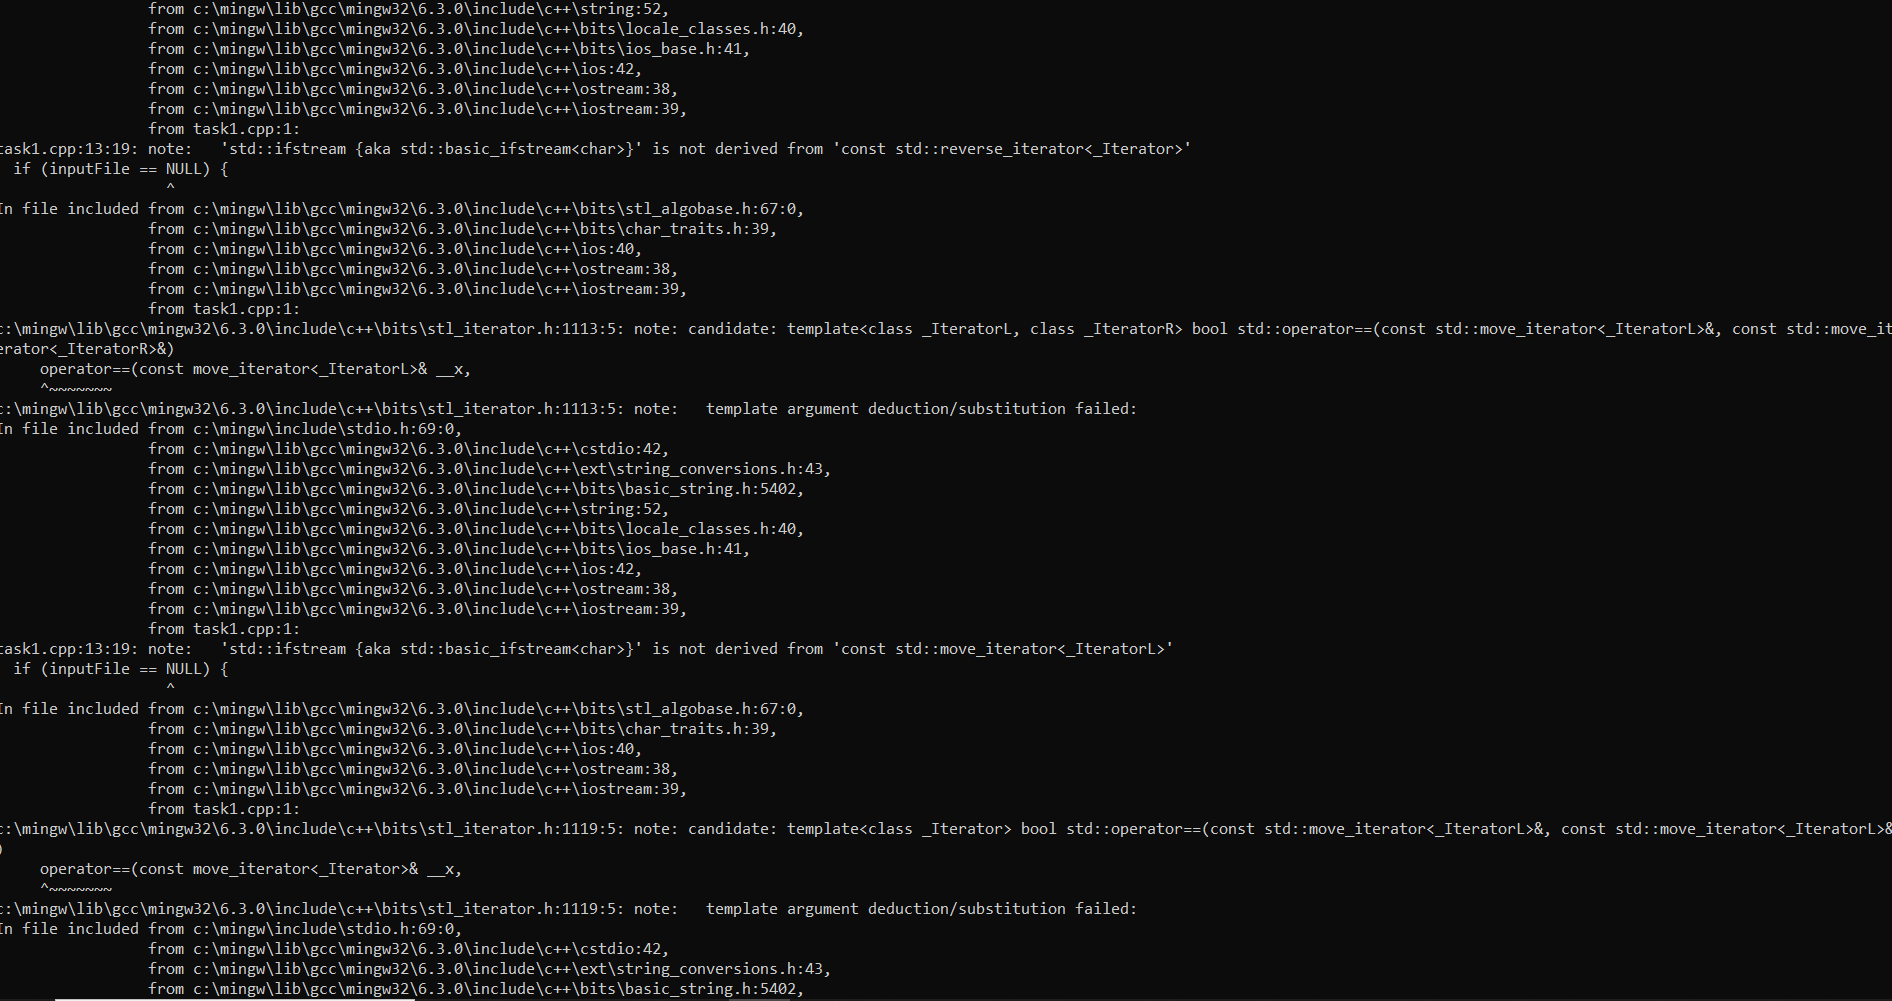 from c:\mingw\lib\gcc\mingw32\6.3.0\include\c++\string:52,
from c:\mingw\lib\gcc\mingw32\6.3.0\include\c++\bits\locale_classes.h:40,
from c:\mingw\lib\gcc\mingw32\6.3.0\include\c++\bits\ios_base.h:41,
from c:\mingw\lib\gcc\mingw32\6.3.0\include\c++\ios:42,
from c:\mingw\lib\gcc\mingw32\6.3.0\include\c++\ostream:38,
from c:\mingw\lib\gcc\mingw32\6.3.0\include\c++\iostream:39,
from task1.cpp:1:
task1.cpp:13:19: note:   'std::ifstream {aka std::basic_ifstream<char>}' is not derived from 'const std::reverse_iterator<_Iterator>'
if (inputFile == NULL) {
^
In file included from c:\mingw\lib\gcc\mingw32\6.3.0\include\c++\bits\stl_algobase.h:67:0,
from c:\mingw\lib\gcc\mingw32\6.3.0\include\c++\bits\char_traits.h:39,
from c:\mingw\lib\gcc\mingw32\6.3.0\include\c++\ios:40,
from c:\mingw\lib\gcc\mingw32\6.3.0\include\c++\ostream:38,
from c:\mingw\lib\gcc\mingw32\6.3.0\include\c++\iostream:39,
from task1.cpp:1:
c:\mingw\lib\gcc\mingw32\6.3.0\include\c++\bits\stl_iterator.h:1113:5: note: candidate: template<class _IteratorL, class _IteratorR> bool std::operator==(const std::move_iterator<_IteratorL>&, const std::move_it
erator<_IteratorR>&)
operator==(const move_iterator<_IteratorL>& __x,
^~~~~~~~
c:\mingw\lib\gcc\mingw32\6.3.0\include\c++\bits\stl_iterator.h:1113:5: note:   template argument deduction/substitution failed:
In file included from c:\mingw\include\stdio.h:69:0,
from c:\mingw\lib\gcc\mingw32\6.3.0\include\c++\cstdio:42,
from c:\mingw\lib\gcc\mingw32\6.3.0\include\c++\ext\string_conversions.h:43,
from c:\mingw\lib\gcc\mingw32\6.3.0\include\c++\bits\basic_string.h:5402,
from c:\mingw\lib\gcc\mingw32\6.3.0\include\c++\string:52,
from c:\mingw\lib\gcc\mingw32\6.3.0\include\c++\bits\locale_classes.h:40,
from c:\mingw\lib\gcc\mingw32\6.3.0\include\c++\bits\ios_base.h:41,
from c:\mingw\lib\gcc\mingw32\6.3.0\include\c++\ios:42,
from c:\mingw\lib\gcc\mingw32\6.3.0\include\c++\ostream:38,
from c:\mingw\lib\gcc\mingw32\6.3.0\include\c++\iostream:39,
from task1.cpp:1:
task1.cpp:13:19: note:   'std::ifstream {aka std::basic_ifstream<char>}' is not derived from 'const std::move_iterator<_IteratorL>'
if (inputFile == NULL) {
^
In file included from c:\mingw\lib\gcc\mingw32\6.3.0\include\c++\bits\stl_algobase.h:67:0,
from c:\mingw\lib\gcc\mingw32\6.3.0\include\c++\bits\char_traits.h:39,
from c:\mingw\lib\gcc\mingw32\6.3.0\include\c++\ios:40,
from c:\mingw\lib\gcc\mingw32\6.3.0\include\c++\ostream:38,
from c:\mingw\lib\gcc\mingw32\6.3.0\include\c++\iostream:39,
from task1.cpp:1:
c:\mingw\lib\gcc\mingw32\6.3.0\include\c++\bits\stl_iterator.h:1119:5: note: candidate: template<class _Iterator> bool std::operator==(const std::move_iterator<_IteratorL>&, const std::move_iterator<_IteratorL>&
)
operator==(const move_iterator<_Iterator>& __x,
^~~~~~~~
c:\mingw\lib\gcc\mingw32\6.3.0\include\c++\bits\stl_iterator.h:1119:5: note:   template argument deduction/substitution failed:
In file included from c:\mingw\include\stdio.h:69:0,
from c:\mingw\lib\gcc\mingw32\6.3.0\include\c++\cstdio:42,
from c:\mingw\lib\gcc\mingw32\6.3.0\include\c++\ext\string_conversions.h:43,
from c:\mingw\lib\gcc\mingw32\6.3.0\include\c++\bits\basic_string.h:5402,